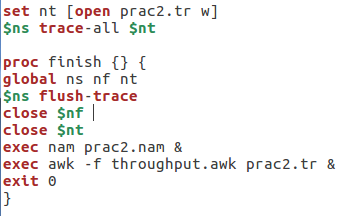 set nt [open prac2.tr w]
$ns trace-all $nt
proc finish {} {
global ns nf nt
$ns flush-trace
close $nf
close $nt
exec nam prac2.nam &
exec awk -f throughput.awk prac2.tr &
exit 0
}